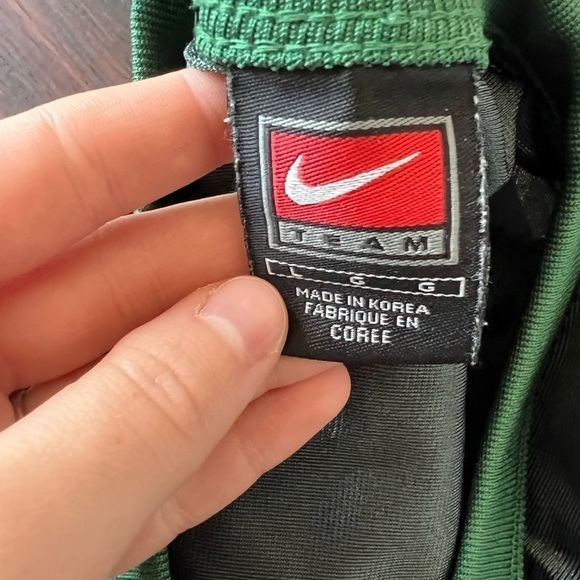 TEAM
L G G
MADE IN KOREA
FABRIQUE EN
COREE